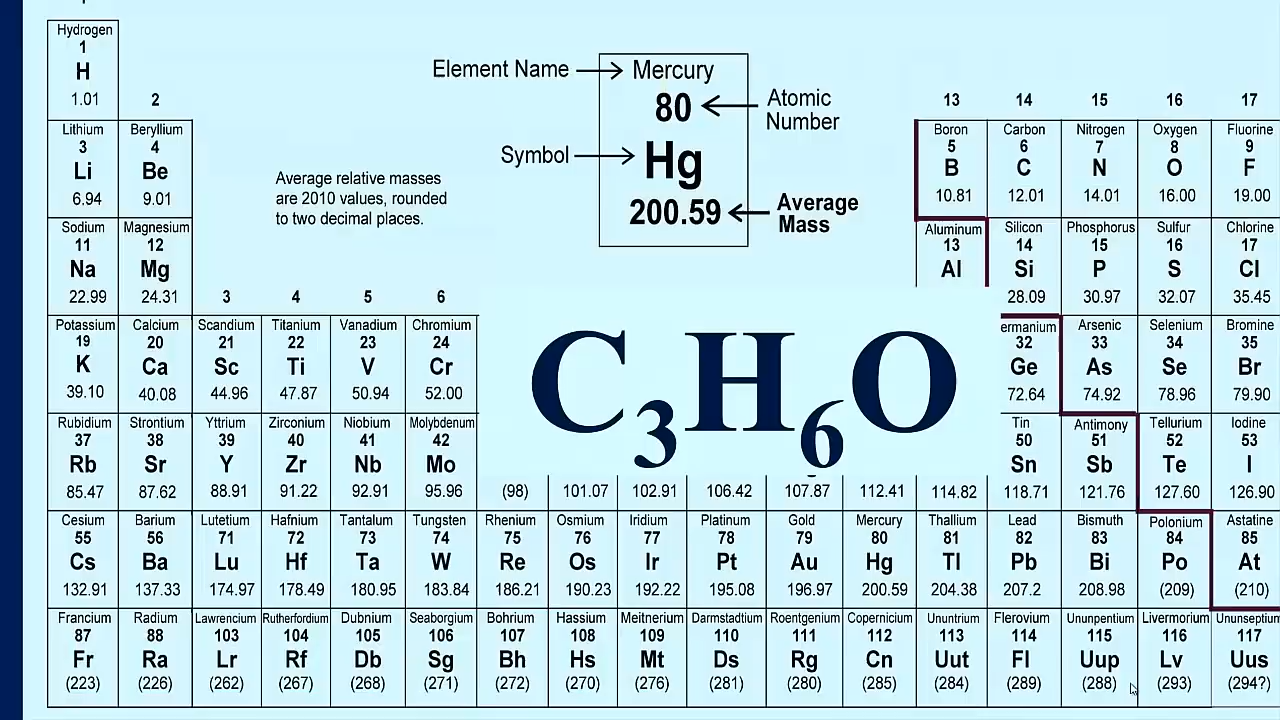 Hydrogen
1
H
1.01
2
Element Name
Mercury
80
Atomic
Number
Symbol
Hg
200.59
Average
Mass
Average relative masses
are 2010 values, rounded
to two decimal places.
13 14 15 16 17
Lithium Beryllium Boron Carbon Nitrogen Oxygen Fluorine
3 4 5 6 7 8 9
Li Be B C N O F
6.94 9.01 10.81 12.01 14.01 16.00 19.00
Sodium Magnesium Aluminum Silicon Phosphorus Sulfur Chlorine
11 12 13 14 15 16 17
Na Mg Al Si P S Cl
22.99 24.31 3 4 5 6 28.09 30.97 32.07 35.45
Potassium Calcium Scandium Titanium Vanadium Chromium ermanium Arsenic Selenium Bromine
19 20 21 22 23 24 32 33 34 35
K Ca Sc Ti V Cr Ge As Se Br
39.10 40.08 44.96 47.87 50.94 52.00 72.64 74.92 78.96 79.90
C₃H₆O
Rubidium Strontium Yttrium Zirconium Niobium Molybdenum Tin Antimony Tellurium Iodine
37 38 39 40 41 42 50 51 52 53
Rb Sr Y Zr Nb Mo Sn Sb Te I
85.47 87.62 88.91 91.22 92.91 95.96 (98) 101.07 102.91 106.42 107.87 112.41 114.82 118.71 121.76 127.60 126.90
Cesium Barium Lutetium Hafnium Tantalum Tungsten Rhenium Osmium Iridium Platinum Gold Mercury Thallium Lead Bismuth Polonium Astatine
55 56 71 72 73 74 75 76 77 78 79 80 81 82 83 84 85
Cs Ba Lu Hf Ta W Re Os Ir Pt Au Hg Tl Pb Bi Po At
132.91 137.33 174.97 178.49 180.95 183.84 186.21 190.23 192.22 195.08 196.97 200.59 204.38 207.2 208.98 (209) (210)
Francium Radium Lawrencium Rutherfordium Dubnium Seaborgium Bohrium Hassium Meitnerium Darmstadtium Roentgenium Copernicium Ununtrium Flerovium Ununpentium Livermorium Ununseptium
87 88 103 104 105 106 107 108 109 110 111 112 113 114 115 116 117
Fr Ra Lr Rf Db Sg Bh Hs Mt Ds Rg Cn Uut Fl Uup Lv Uus
(223) (226) (262) (267) (268) (271) (272) (270) (276) (281) (280) (285) (284) (289) (288) (293) (294?)